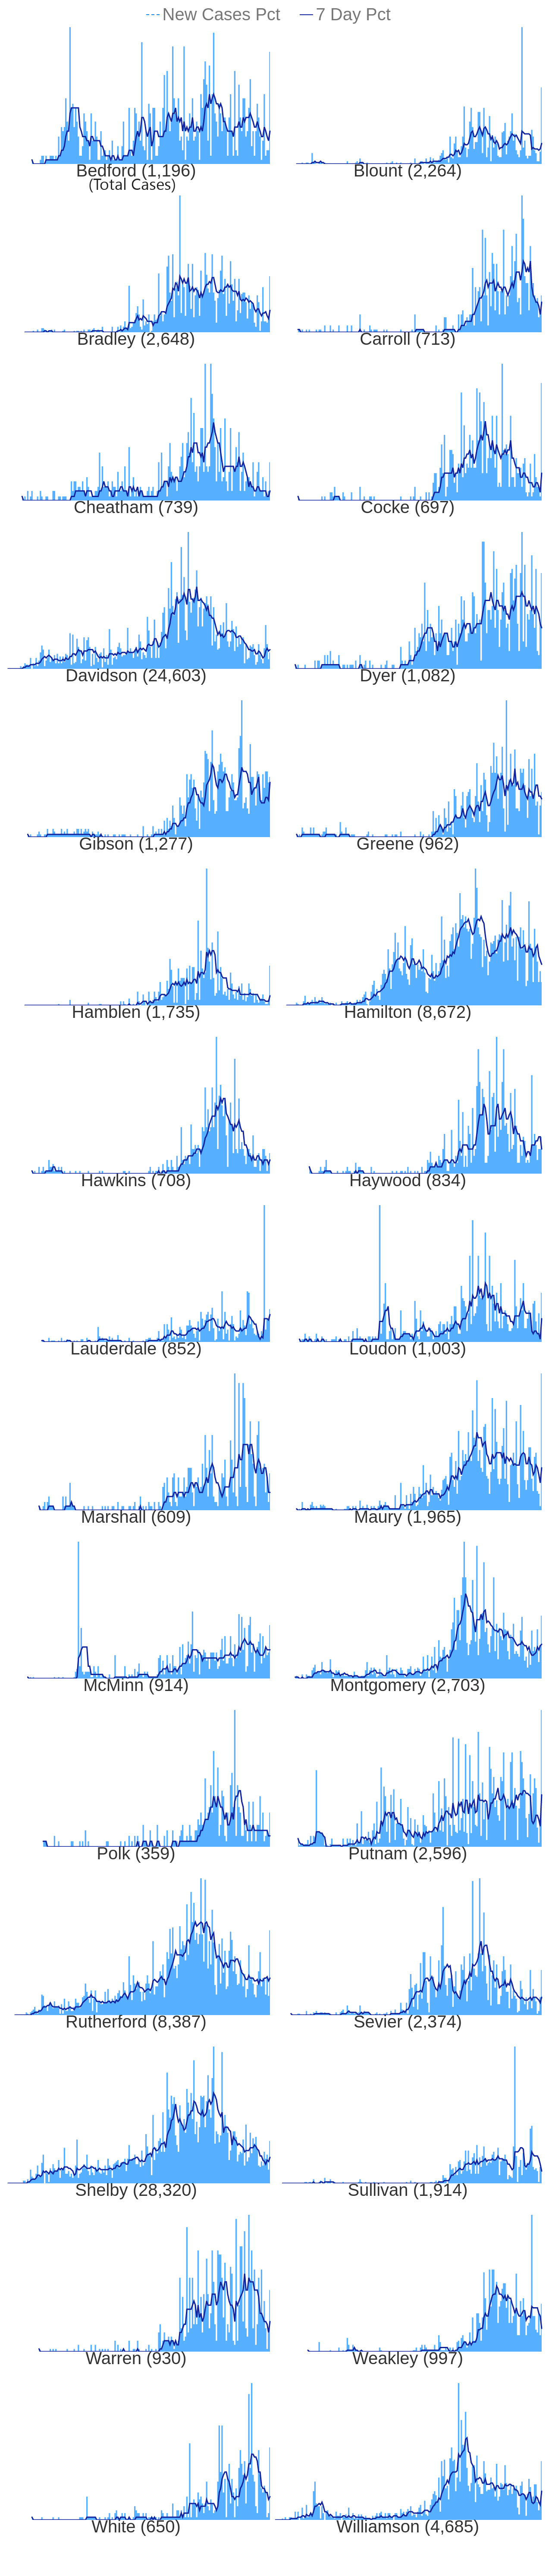 New Cases Pct 7 Day Pct
Bedford (1,196) Blount (2,264)
(Total Cases)
Bradley (2,648) Carroll (713)
Cheatham (739) Cocke (697)
Davidson (24,603) Dyer (1,082)
Gibson (1,277) Greene (962)
Hamblen (1,735) Hamilton (8,672)
Hawkins (708) Haywood (834)
Lauderdale (852) Loudon (1,003)
Marshall (609) Maury (1,965)
McMinn (914) Montgomery (2,703)
Polk (359) Putnam (2,596)
Rutherford (8,387) Sevier (2,374)
Shelby (28,320) Sullivan (1,914)
Warren (930) Weakley (997)
White (650) Williamson (4,685)